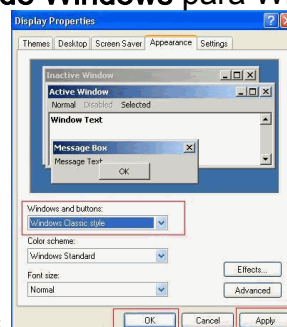 do Windows para W
Display Properties
Themes Desktop Screen Saver Appearance Settings
Inactive Window
Active Window
Normal Disabled Selected
Window Text
Message Box
Message Text
OK
Windows and buttons:
Windows Classic style
Color scheme:
Windows Standard
Font size:
Normal
Effects...
Advanced
OK Cancel Apply